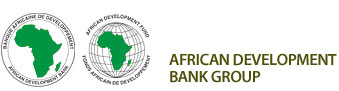 BANQUE AFRICAINE DE DEVELOPPEMENT
AFRICAN DEVELOPMENT BANK
AFRICAN DEVELOPMENT FUND
FONDS AFRICAIN DE DEVELOPPEMENT
AFRICAN DEVELOPMENT
BANK GROUP